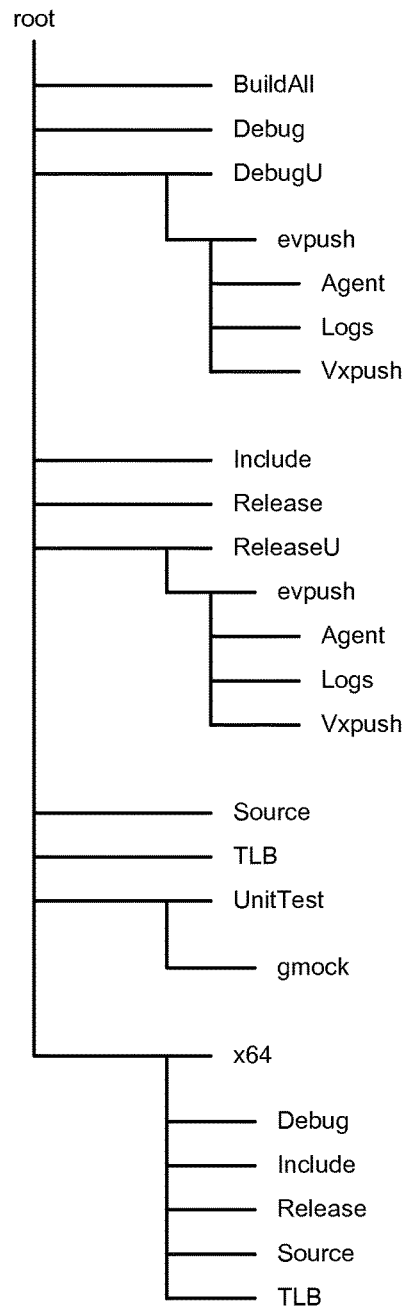 root
BuildAll
Debug
DebugU
evpush
Agent
Logs
Vxpush
Include
Release
ReleaseU
evpush
Agent
Logs
Vxpush
Source
TLB
UnitTest
gmock
x64
Debug
Include
Release
Source
TLB